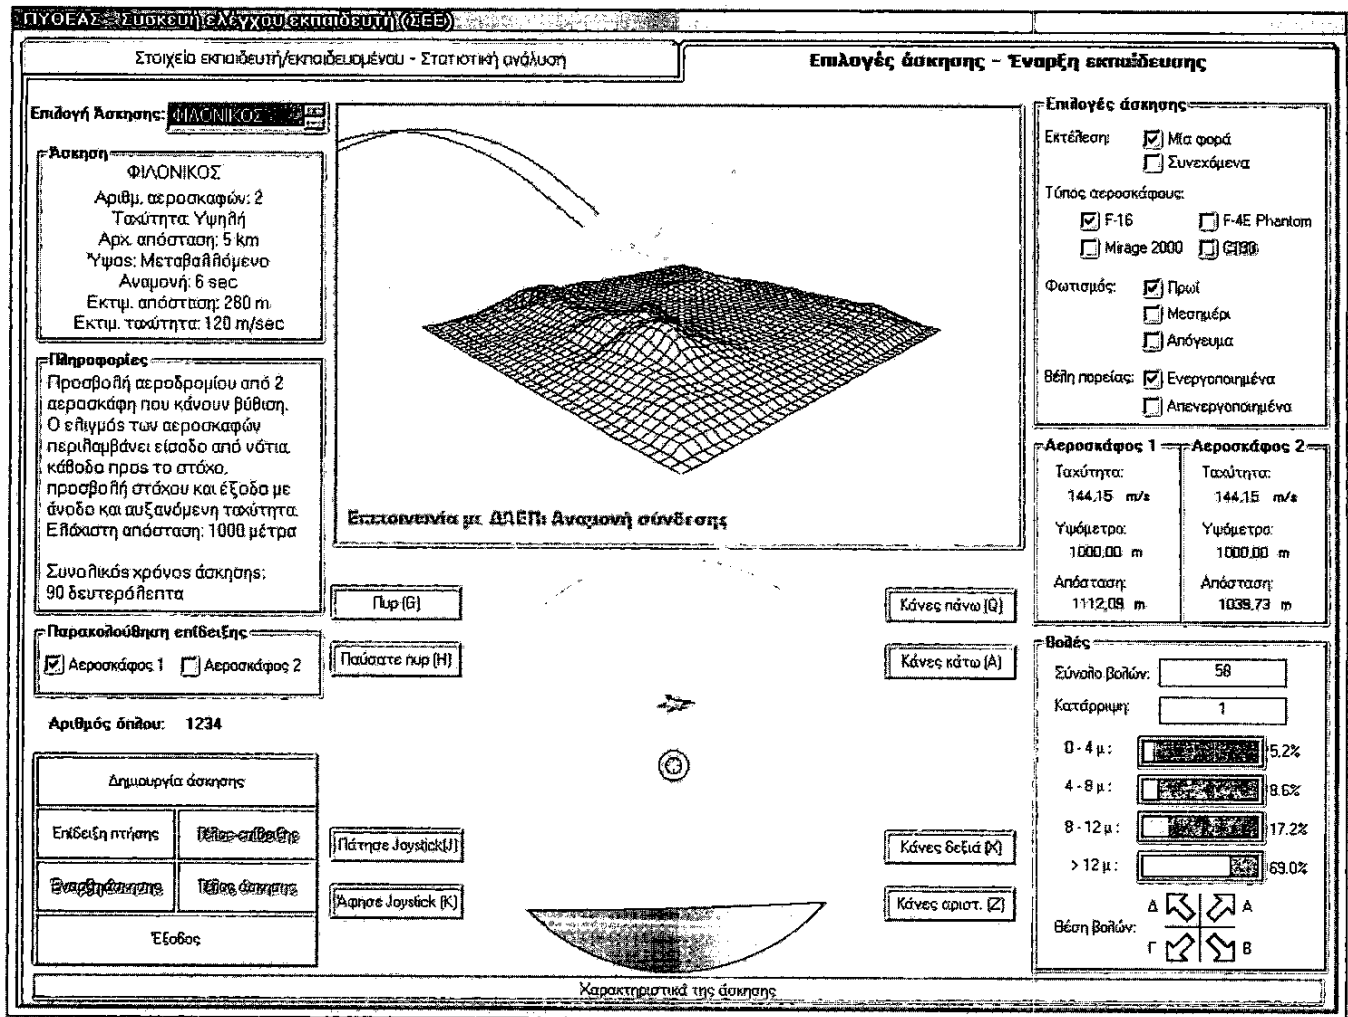 ΠΥΘΕΑΣ - Συσκευή ελέγχου εκπαιδευτή (ΣΕΕ)
Στοιχεία εκπαιδευτή/εκπαιδευομένου - Στατιστική ανάλυση
Επιλογές άσκησης - Έναρξη εκπαίδευσης
Επιλογή Άσκησης: ΦΙΛΟΝΙΚΟΣ
Άσκηση
ΦΙΛΟΝΙΚΟΣ
Αριθμ. αεροσκαφών: 2
Ταχύτητα: Υψηλή
Αρχ. απόσταση: 5 km
Ύψος: Μεταβαλλόμενο
Αναμονή: 6 sec
Εκτιμ. απόσταση: 280 m
Εκτιμ. ταχύτητα: 120 m/sec
Πληροφορίες
Προσβολή αεροδρομίου από 2
αεροσκάφη που κάνουν βύθιση.
Ο ελιγμός των αεροσκαφών
περιλαμβάνει είσοδο από νότια,
κάθοδο προς το στόχο,
προσβολή στόχου και έξοδο με
άνοδο και αυξανόμενη ταχύτητα.
Ελάχιστη απόσταση: 1000 μέτρα
Συνολικός χρόνος άσκησης:
90 δευτερόλεπτα
Παρακολούθηση επίδειξης
Αεροσκάφος 1 Αεροσκάφος 2
Αριθμός όπλου: 1234
Δημιουργία άσκησης
Επίδειξη πτήσης Τέλος επίδειξης
Έναρξη άσκησης Τέλος άσκησης
Έξοδος
Επικοινωνία με ΔΑΕΠ: Αναμονή σύνδεσης
Πυρ (G)
Παύσατε πυρ (H)
Πάτησε Joystick(J)
Άφησε Joystick (K)
Κάνες πάνω (Q)
Κάνες κάτω (A)
Κάνες δεξιά (X)
Κάνες αριστ. (Z)
Επιλογές άσκησης
Εκτέλεση: Μία φορά
Συνεχόμενα
Τύπος αεροσκάφους:
F-16 F-4E Phantom
Mirage 2000 C130
Φωτισμός: Πρωί
Μεσημέρι
Απόγευμα
Βέλη πορείας: Ενεργοποιημένα
Απενεργοποιημένα
Αεροσκάφος 1 Αεροσκάφος 2
Ταχύτητα: Ταχύτητα:
144,15 m/s 144,15 m/s
Υψόμετρο: Υψόμετρο:
1000,00 m 1000,00 m
Απόσταση: Απόσταση:
1112,09 m 1039,73 m
Βολές
Σύνολο βολών: 58
Κατάρριψη: 1
0 - 4 μ : 5.2%
4 - 8 μ : 8.6%
8 - 12 μ : 17.2%
> 12 μ : 69.0%
Θέση βολών:
Δ Α
Γ Β
Χαρακτηριστικά της άσκησης